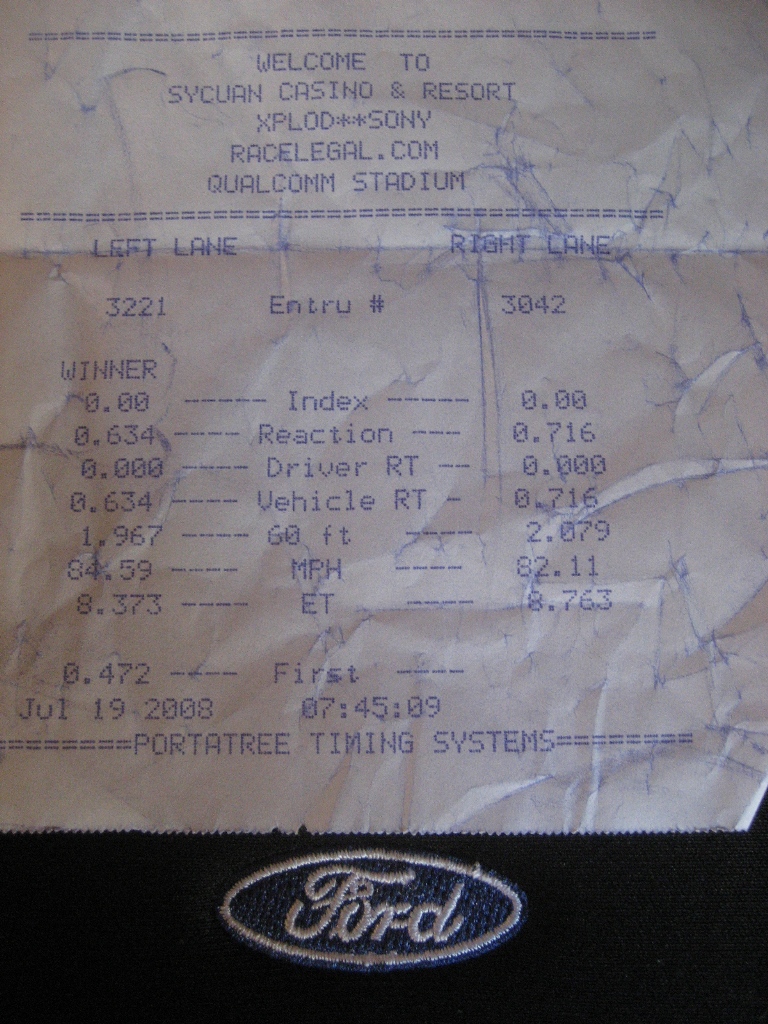 =======================================
WELCOME TO
SYCUAN CASINO & RESORT
XPLOD**SONY
RACELEGAL.COM
QUALCOMM STADIUM
=======================================
LEFT LANE RIGHT LANE
3221 Entry # 3042
WINNER
0.00 ----- Index ----- 0.00
0.634 ---- Reaction --- 0.716
0.000 ---- Driver RT -- 0.000
0.634 ---- Vehicle RT - 0.716
1.967 ---- 60 ft ---- 2.079
84.59 ---- MPH ---- 82.11
8.373 ---- ET ---- 8.763
0.472 ---- First ----
Jul 19 2008 07:45:09
========PORTATREE TIMING SYSTEMS========
Ford